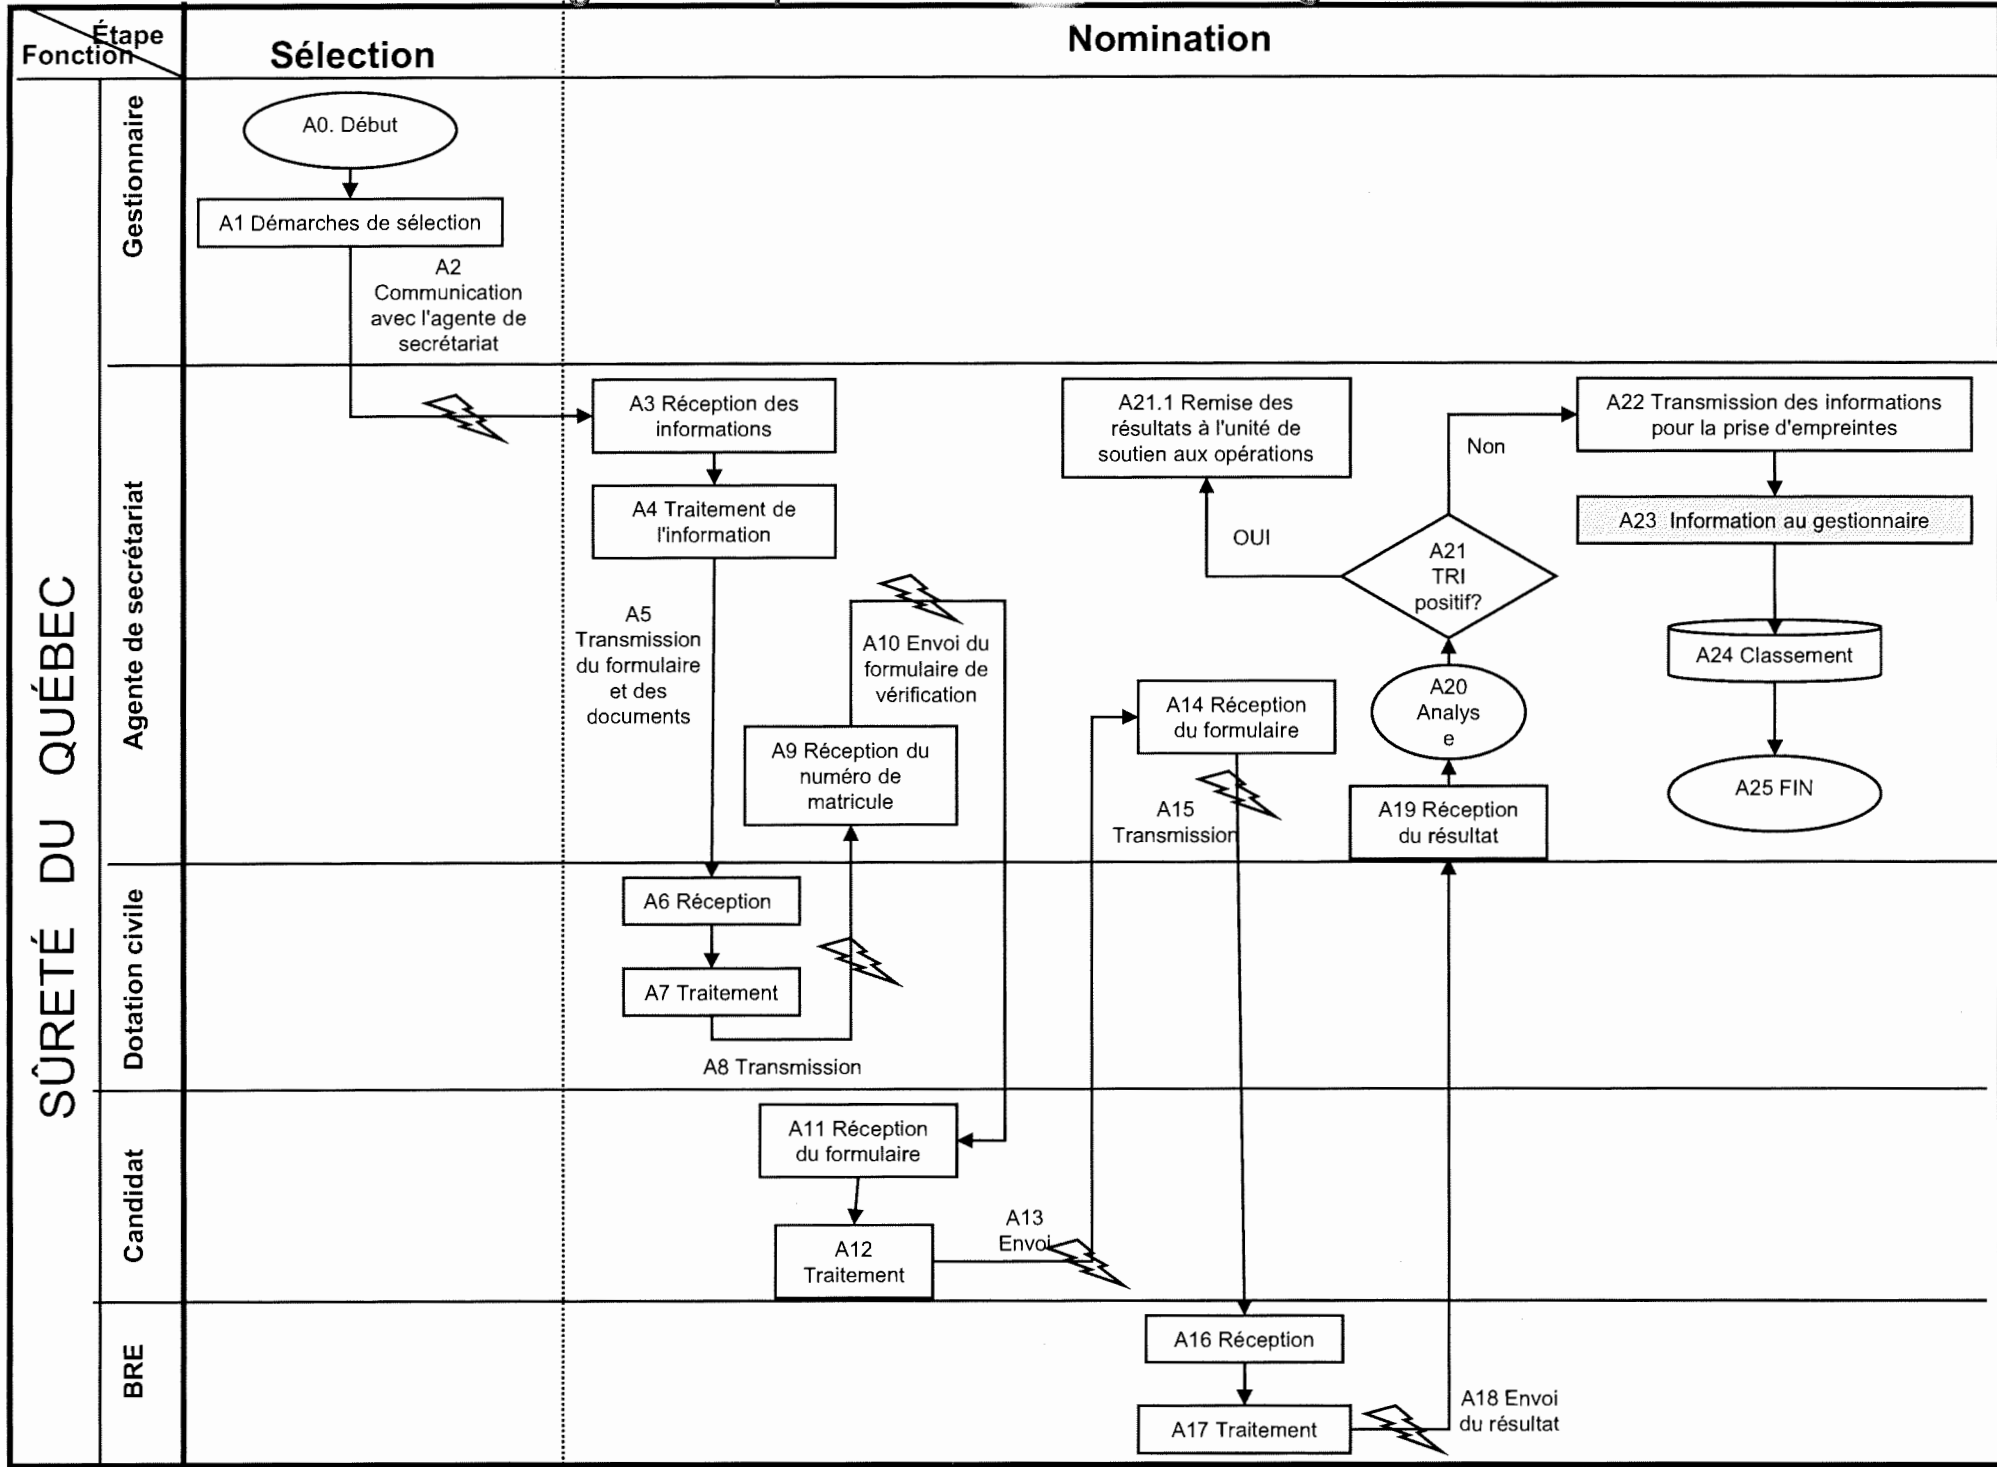 Étape
Fonction
Sélection
Nomination
SÛRETÉ DU QUÉBEC
Gestionnaire
A0. Début
A1 Démarches de sélection
A2
Communication
avec l'agente de
secrétariat
Agente de secrétariat
A3 Réception des
informations
A4 Traitement de
l'information
A5
Transmission
du formulaire
et des
documents
A10 Envoi du
formulaire de
vérification
A9 Réception du
numéro de
matricule
A21.1 Remise des
résultats à l'unité de
soutien aux opérations
OUI
Non
A21
TRI
positif?
A22 Transmission des informations
pour la prise d'empreintes
A23 Information au gestionnaire
A24 Classement
A25 FIN
A14 Réception
du formulaire
A15
Transmission
A20
Analys
e
A19 Réception
du résultat
Dotation civile
A6 Réception
A7 Traitement
A8 Transmission
Candidat
A11 Réception
du formulaire
A12
Traitement
A13
Envoi
BRE
A16 Réception
A17 Traitement
A18 Envoi
du résultat